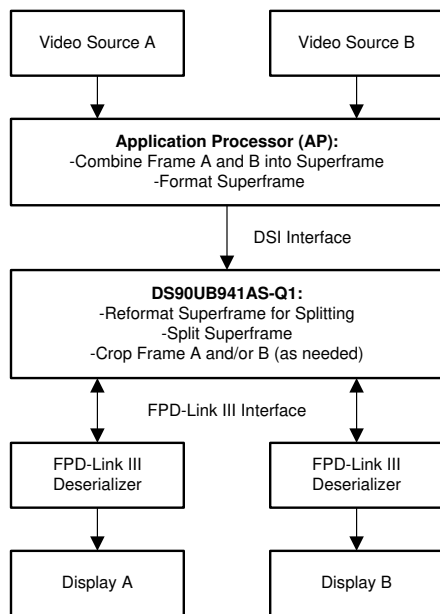 Video Source A
Video Source B
Application Processor (AP):
-Combine Frame A and B into Superframe
-Format Superframe
DSI Interface
DS90UB941AS-Q1:
-Reformat Superframe for Splitting
-Split Superframe
-Crop Frame A and/or B (as needed)
FPD-Link III Interface
FPD-Link III
Deserializer
FPD-Link III
Deserializer
Display A
Display B